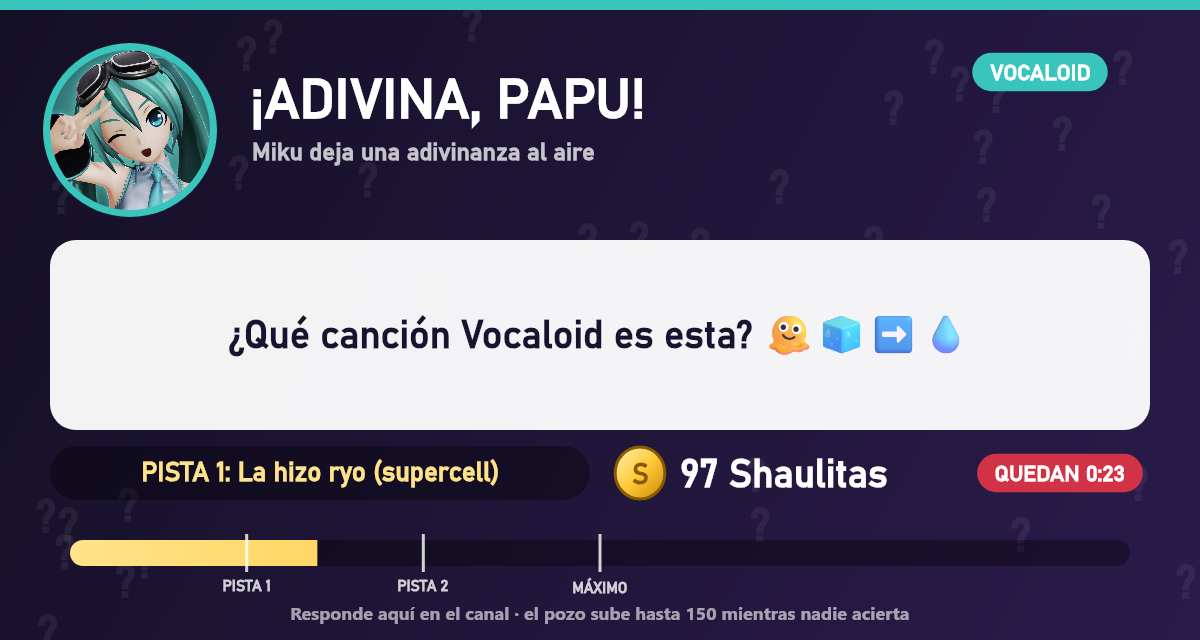 ¡ADIVINA, PAPU!
VOCALOID
Miku deja una adivinanza al aire
¿Qué canción Vocaloid es esta? 🫠 🧊 ➡️ 💧
PISTA 1: La hizo ryo (supercell)
S 97 Shaulitas
QUEDAN 0:23
PISTA 1
PISTA 2
MÁXIMO
Responde aquí en el canal · el pozo sube hasta 150 mientras nadie acierta